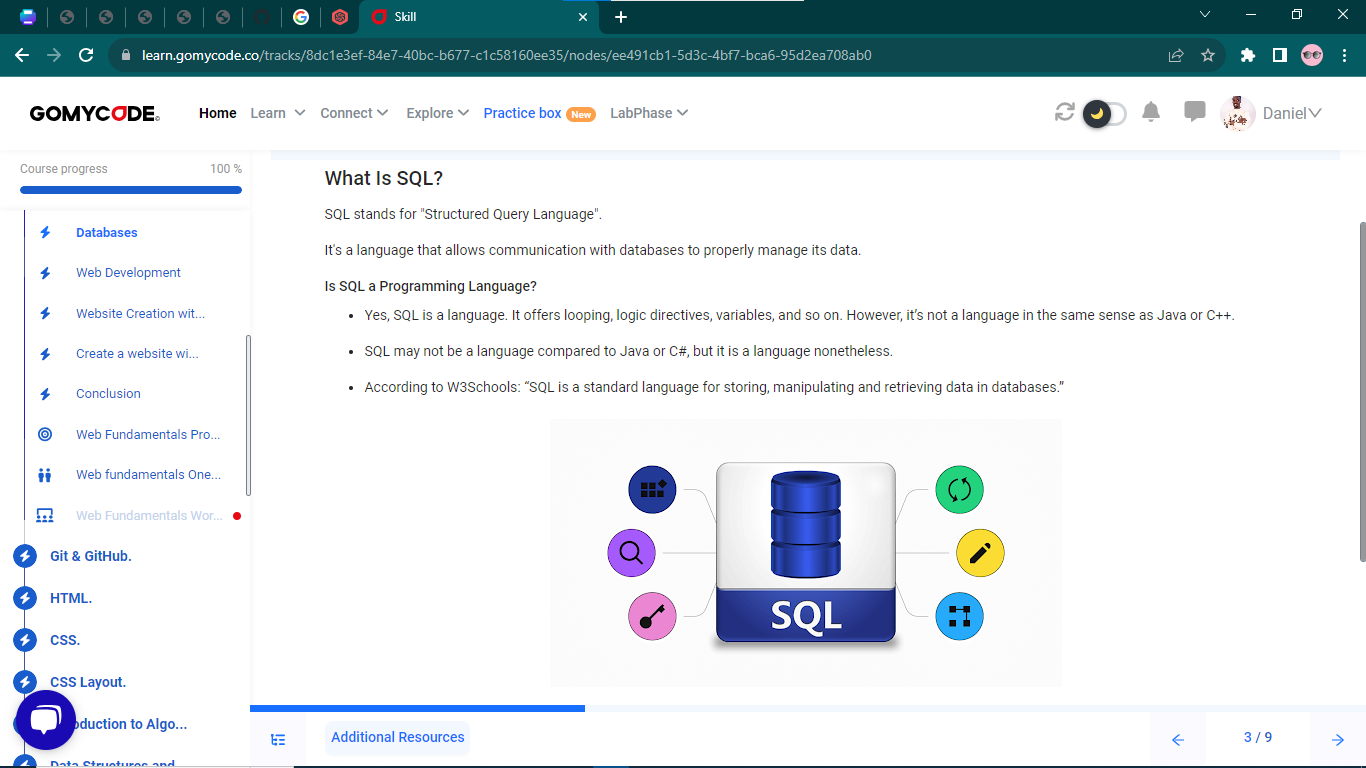 Skill
learn.gomycode.co/tracks/8dc1e3ef-84e7-40bc-b677-c1c58160ee35/nodes/ee491cb1-5d3c-4bf7-bca6-95d2ea708ab0
GOMYCODE
Home Learn Connect Explore Practice box New LabPhase Daniel
Course progress 100 %
Databases
Web Development
Website Creation wit...
Create a website wi...
Conclusion
Web Fundamentals Pro...
Web fundamentals One...
Web Fundamentals Wor...
Git & GitHub.
HTML.
CSS.
CSS Layout.
oduction to Algo...
Data Structures and
What Is SQL?
SQL stands for "Structured Query Language".
It's a language that allows communication with databases to properly manage its data.
Is SQL a Programming Language?
• Yes, SQL is a language. It offers looping, logic directives, variables, and so on. However, it’s not a language in the same sense as Java or C++.
• SQL may not be a language compared to Java or C#, but it is a language nonetheless.
• According to W3Schools: “SQL is a standard language for storing, manipulating and retrieving data in databases.”
SQL
Additional Resources
3 / 9